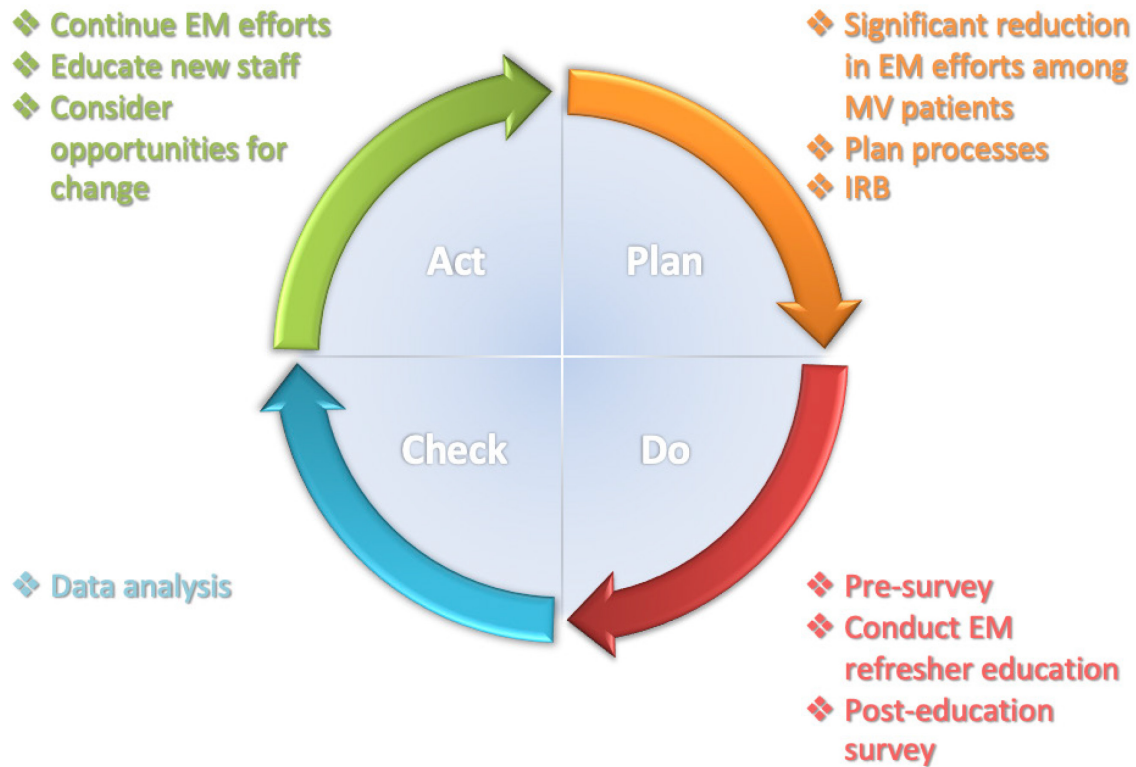 ❖ Continue EM efforts
❖ Educate new staff
❖ Consider
opportunities for
change
❖ Significant reduction
in EM efforts among
MV patients
❖ Plan processes
❖ IRB
Act
Plan
Check
Do
❖ Data analysis
❖ Pre-survey
❖ Conduct EM
refresher education
❖ Post-education
survey